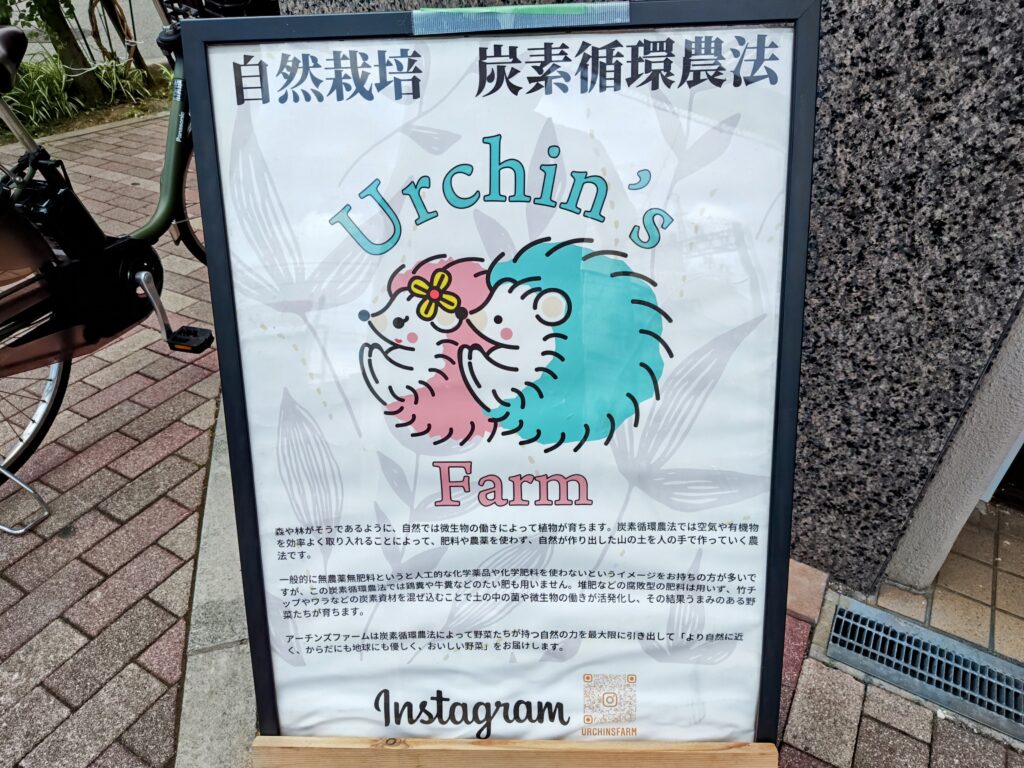 自然栽培　炭素循環農法
Urchin's
Farm
森や林がそうであるように、自然では微生物の働きによって植物が育ちます。炭素循環農法では空気や有機物
を効率よく取り入れることによって、肥料や農薬を使わず、自然が作り出した山の土を人の手で作っていく農
法です。
一般的に無農薬無肥料というと人工的な化学薬品や化学肥料を使わないというイメージをお持ちの方が多いで
すが、この炭素循環農法では鶏糞や牛糞などのたい肥も用いません。堆肥などの腐敗型の肥料は用いず、竹チ
ップやワラなどの炭素資材を混ぜ込むことで土の中の菌や微生物の働きが活発化し、その結果うまみのある野
菜たちが育ちます。
アーチンズファームは炭素循環農法によって野菜たちが持つ自然の力を最大限に引き出して「より自然に近
く、からだにも地球にも優しく、おいしい野菜」をお届けします。
Instagram
URCHINSFARM
Panasonic